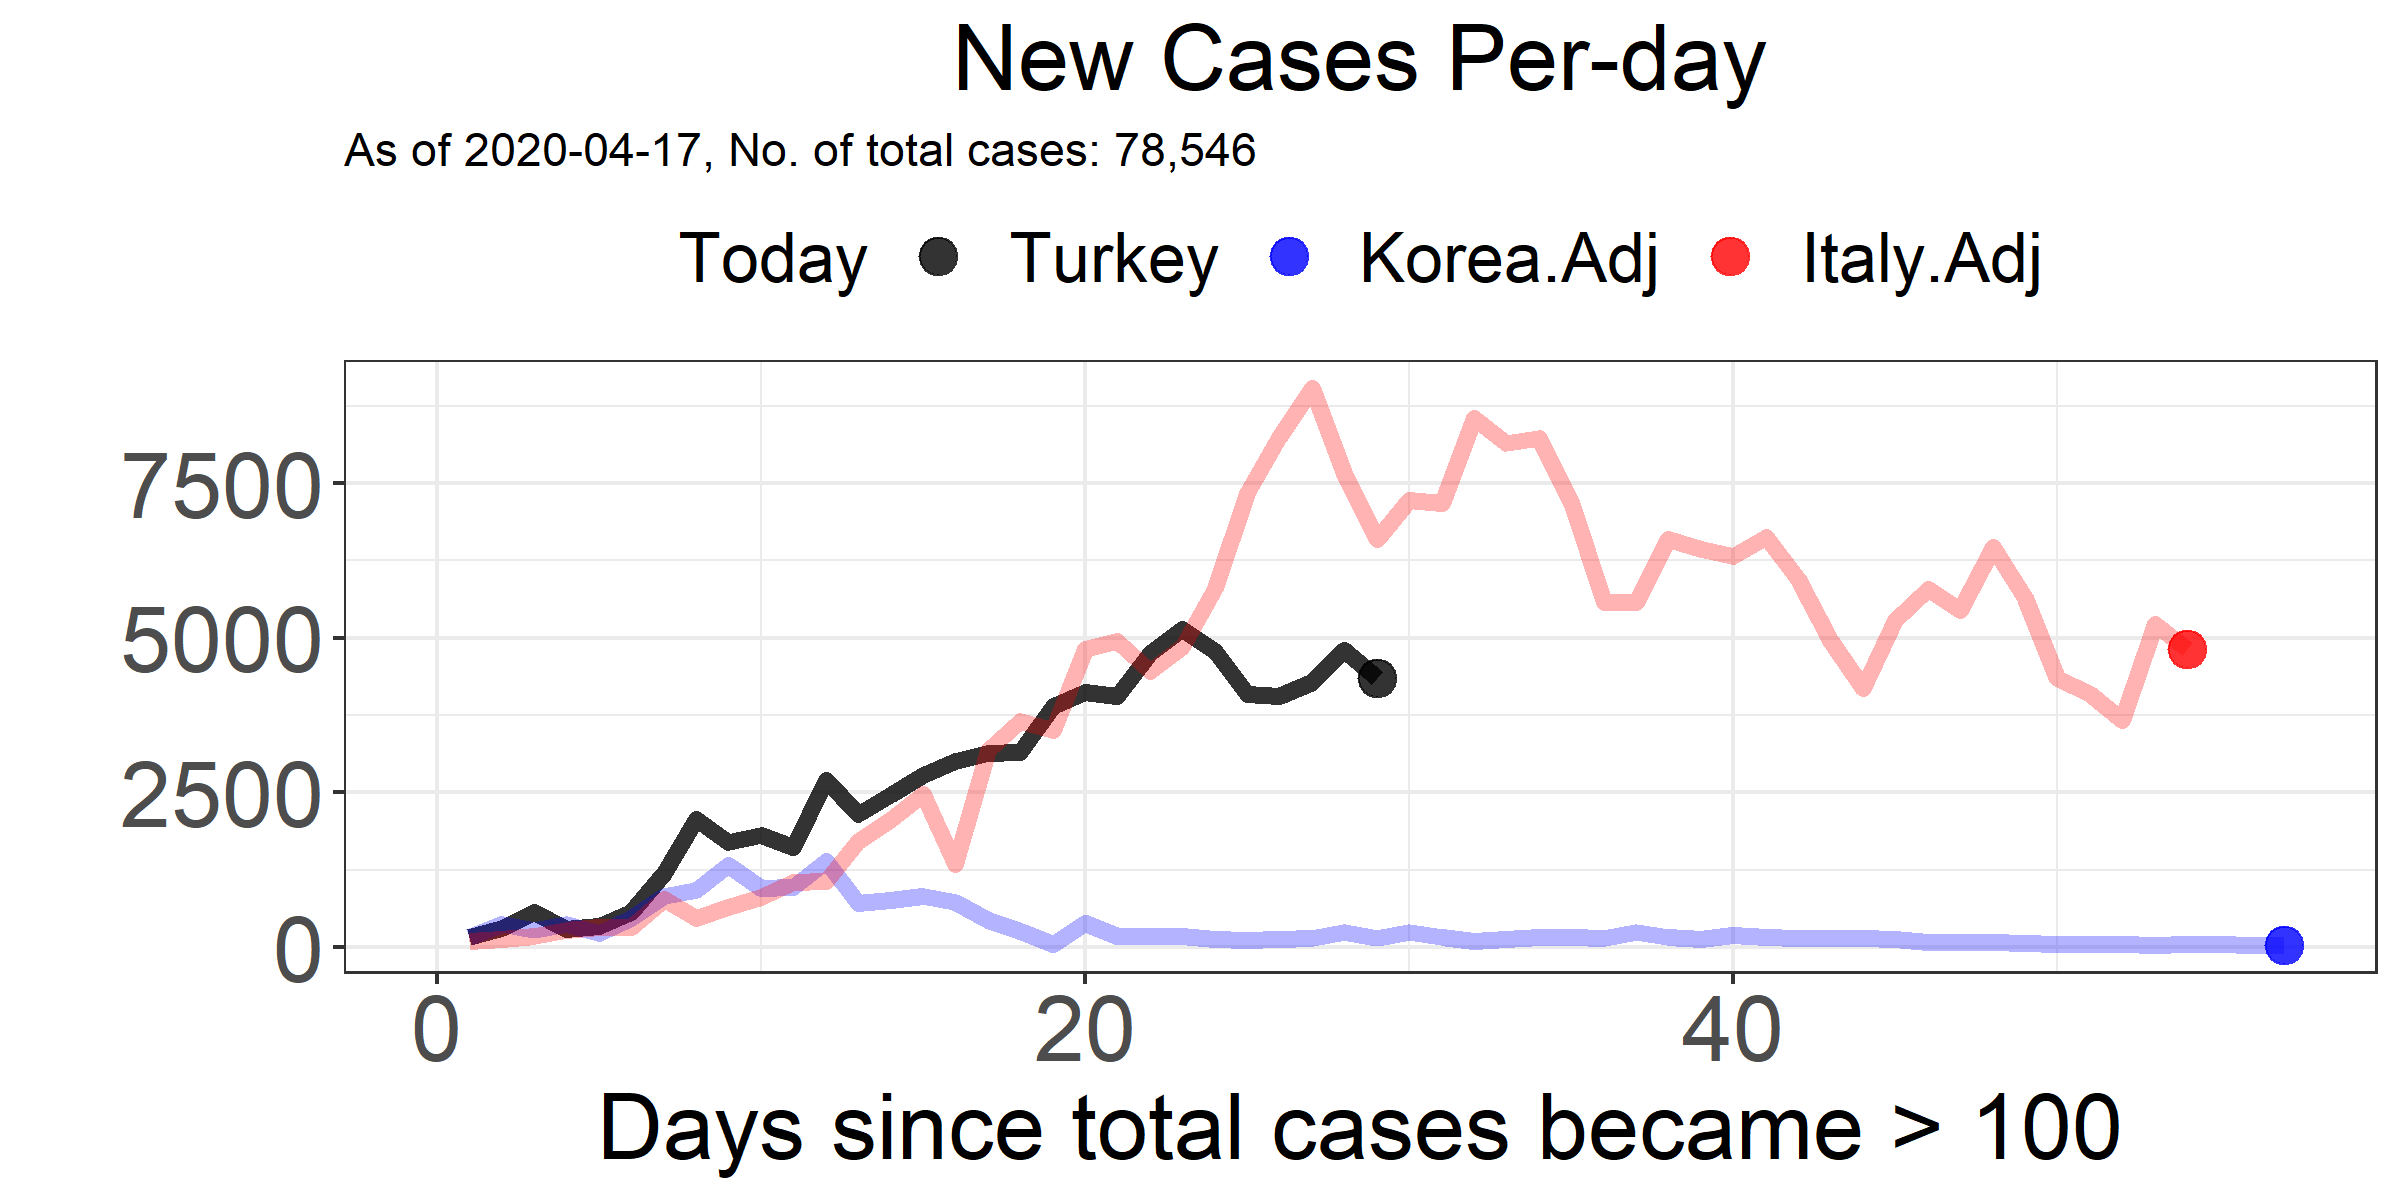 New Cases Per-day
As of 2020-04-17, No. of total cases: 78,546
Today Turkey Korea.Adj Italy.Adj
7500
5000
2500
0
0 20 40
Days since total cases became > 100